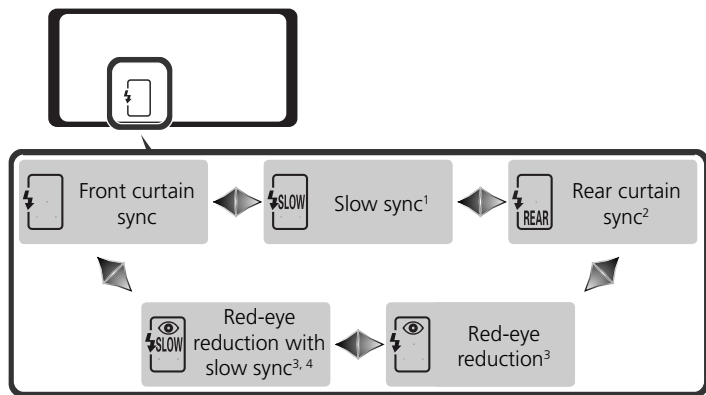 Front curtain
sync
SLOW
Slow sync1
REAR
Rear curtain
sync2
SLOW
Red-eye
reduction with
slow sync3, 4
Red-eye
reduction3